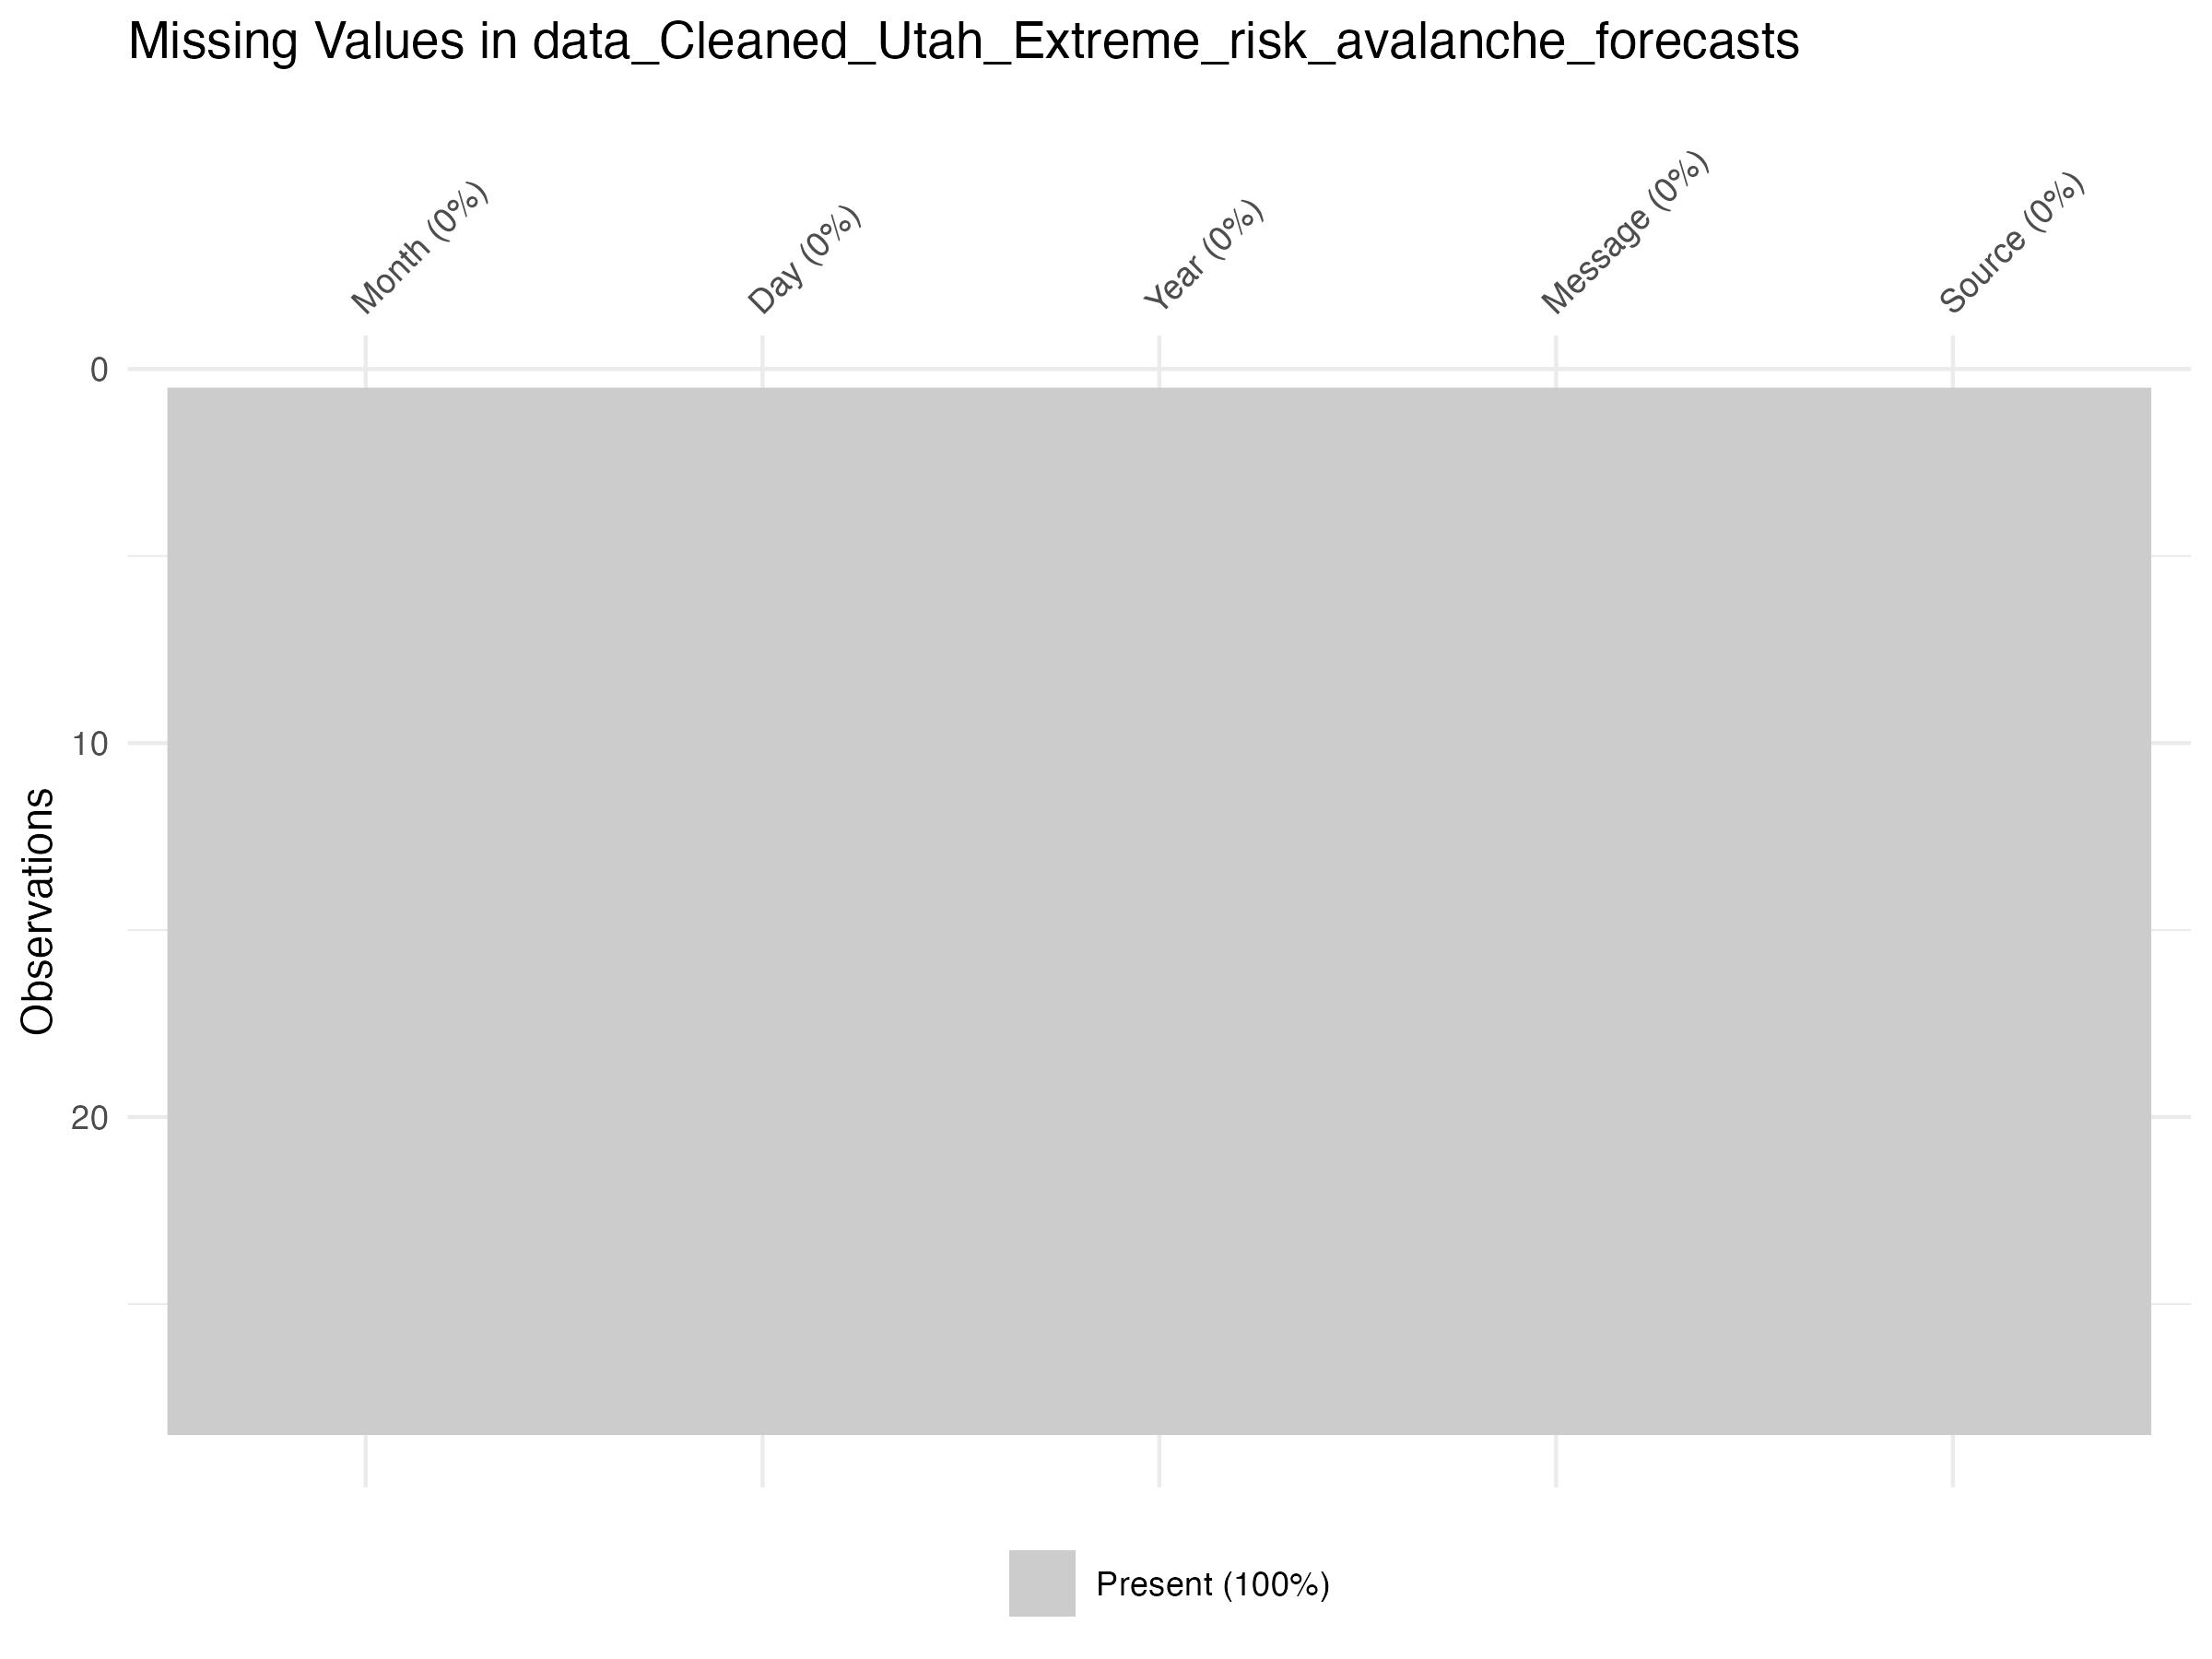 Missing Values in data_Cleaned_Utah_Extreme_risk_avalanche_forecasts
Month (0%)
Day (0%)
Year (0%)
Message (0%)
Source (0%)
0
10
20
Observations
Present (100%)